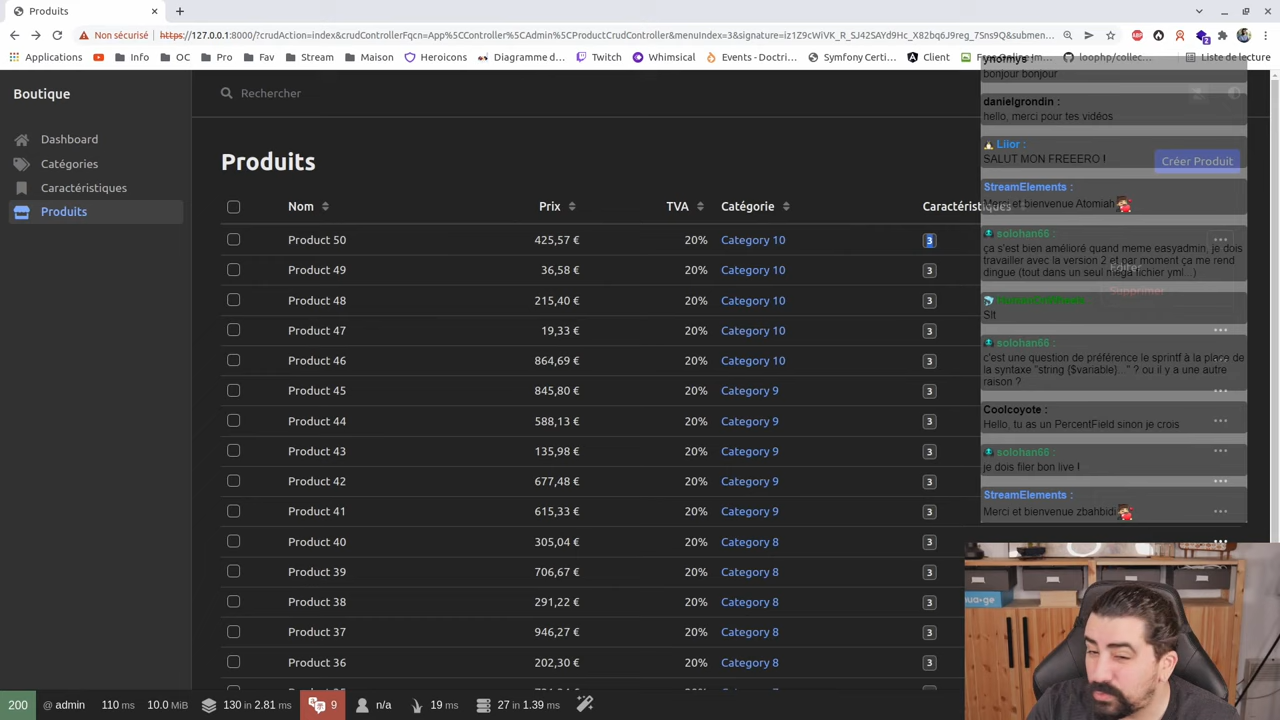 Produits
Non sécurisé
https://127.0.0.1:8000/?crudAction=index&crudControllerFqcn=App%5CController%5CAdmin%5CProductCrudController&menuIndex=3&signature=
Applications
Info
OC
Pro
Fav
Stream
Maison
Heroicons
Diagramme d...
Twitch
Whimsical
Events - Doctri...
Symfony Certi...
Client
Free Online Im...
loophp/collec...
Liste de lecture
Boutique
Rechercher
Dashboard
Catégories
Caractéristiques
Produits
Produits
Créer Produit
Nom Prix TVA Catégorie Caractéristiques
Product 50 425,57 € 20% Category 10 3
Product 49 36,58 € 20% Category 10 3
Product 48 215,40 € 20% Category 10 3
Product 47 19,33 € 20% Category 10 3
Product 46 864,69 € 20% Category 10 3
Product 45 845,80 € 20% Category 9 3
Product 44 588,13 € 20% Category 9 3
Product 43 135,98 € 20% Category 9 3
Product 42 677,48 € 20% Category 9 3
Product 41 615,33 € 20% Category 9 3
Product 40 305,04 € 20% Category 8 3
Product 39 706,67 € 20% Category 8 3
Product 38 291,22 € 20% Category 8 3
Product 37 946,27 € 20% Category 8 3
Product 36 202,30 € 20% Category 8 3
bonjour bonjour
danielgrondin :
hello, merci pour tes vidéos
Liior :
SALUT MON FREEERO !
StreamElements :
Merci et bienvenue Atomiah
solohan66 :
ça s'est bien amélioré quand meme easyadmin, je dois
travailler avec la version 2 et par moment ça me rend
dingue (tout dans un seul méga fichier yml...)
Supprimer
Slt
solohan66 :
c'est une question de préférence le sprintf à la place de
la syntaxe "string {$variable}..." ? ou il y a une autre
raison ?
Coolcoyote :
Hello, tu as un PercentField sinon je crois
solohan66 :
je dois filer bon live !
StreamElements :
Merci et bienvenue zbahbidi
200 @ admin 110 ms 10.0 MiB 130 in 2.81 ms 9 n/a 19 ms 27 in 1.39 ms